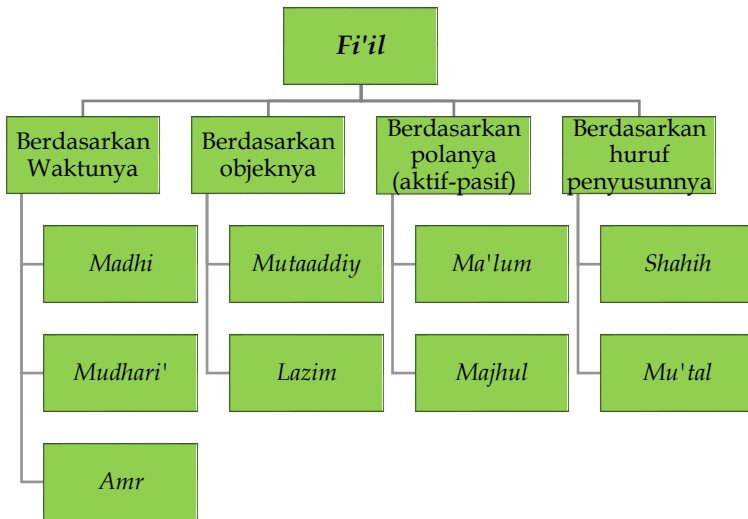 Fi'il
Berdasarkan
Waktunya
Madhi
Mudhari'
Amr
Berdasarkan
objeknya
Mutaaddiy
Lazim
Berdasarkan
polanya
(aktif-pasif)
Ma'lum
Majhul
Berdasarkan
huruf
penyusunnya
Shahih
Mu'tal